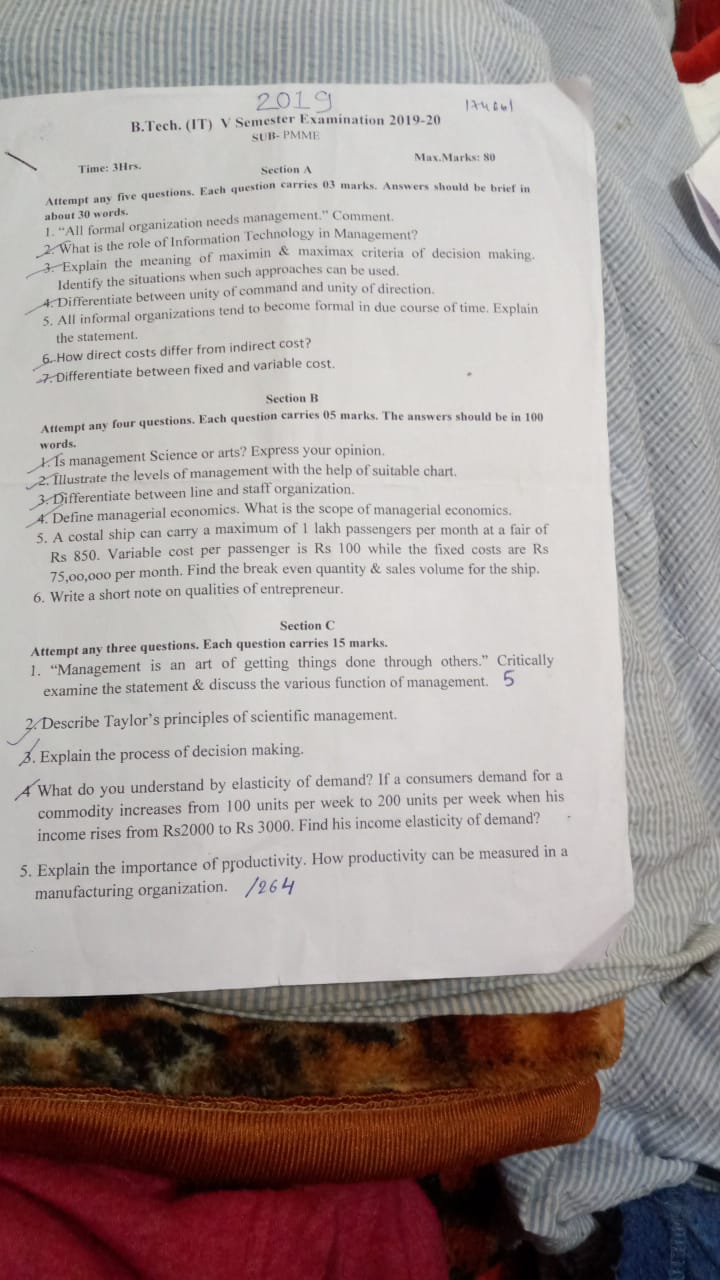 2019
B.Tech. (IT) V Semester Examination 2019-20
SUB- PMME
Time: 3Hrs.
Max.Marks: 80
Section A
Attempt any five questions. Each question carries 03 marks. Answers should be brief in
about 30 words.
1. “All formal organization needs management.” Comment.
2. What is the role of Information Technology in Management?
3. Explain the meaning of maximin & maximax criteria of decision making.
Identify the situations when such approaches can be used.
4. Differentiate between unity of command and unity of direction.
5. All informal organizations tend to become formal in due course of time. Explain
the statement.
6. How direct costs differ from indirect cost?
7. Differentiate between fixed and variable cost.
Section B
Attempt any four questions. Each question carries 05 marks. The answers should be in 100
words.
1. Is management Science or arts? Express your opinion.
2. Illustrate the levels of management with the help of suitable chart.
3. Differentiate between line and staff organization.
4. Define managerial economics. What is the scope of managerial economics.
5. A costal ship can carry a maximum of 1 lakh passengers per month at a fair of
Rs 850. Variable cost per passenger is Rs 100 while the fixed costs are Rs
75,oo,ooo per month. Find the break even quantity & sales volume for the ship.
6. Write a short note on qualities of entrepreneur.
Section C
Attempt any three questions. Each question carries 15 marks.
1. “Management is an art of getting things done through others.” Critically
examine the statement & discuss the various function of management. 5
2. Describe Taylor’s principles of scientific management.
3. Explain the process of decision making.
4 What do you understand by elasticity of demand? If a consumers demand for a
commodity increases from 100 units per week to 200 units per week when his
income rises from Rs2000 to Rs 3000. Find his income elasticity of demand?
5. Explain the importance of productivity. How productivity can be measured in a
manufacturing organization. /264